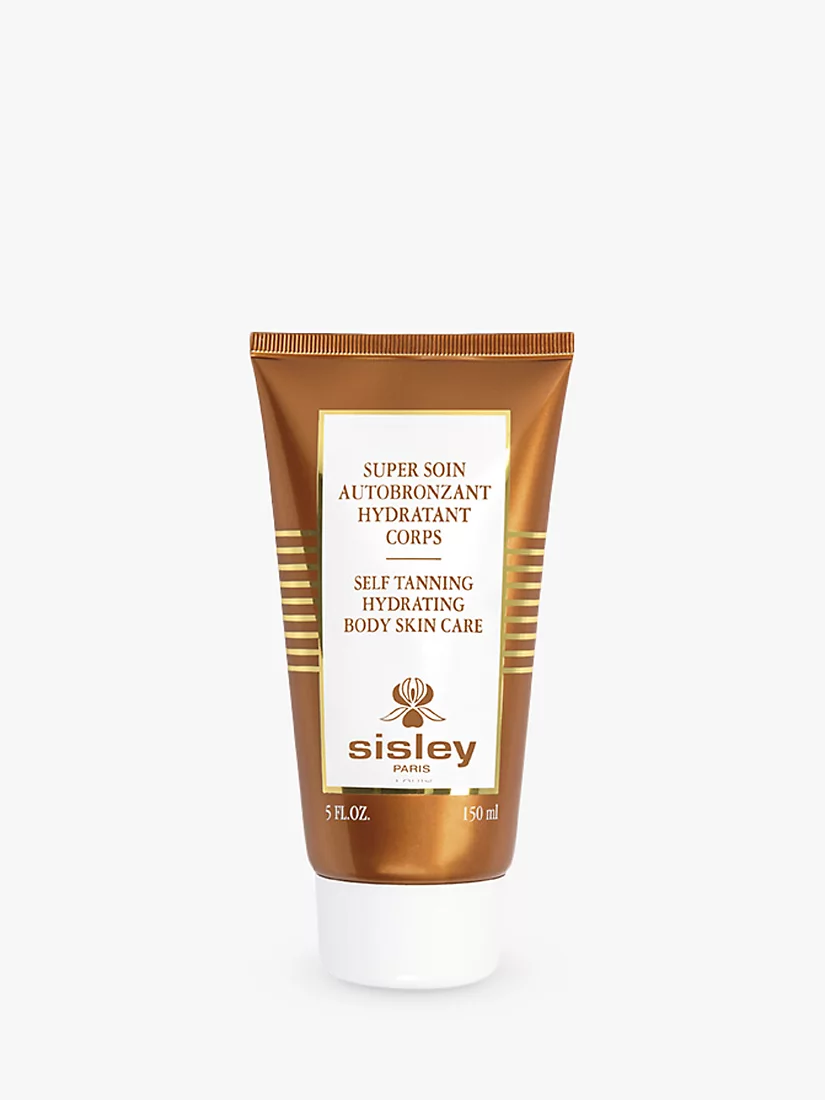 SUPER SOIN
AUTOBRONZANT
HYDRATANT
CORPS
SELF TANNING
HYDRATING
BODY SKIN CARE
sisley
PARIS
5 FL.OZ. 150 ml